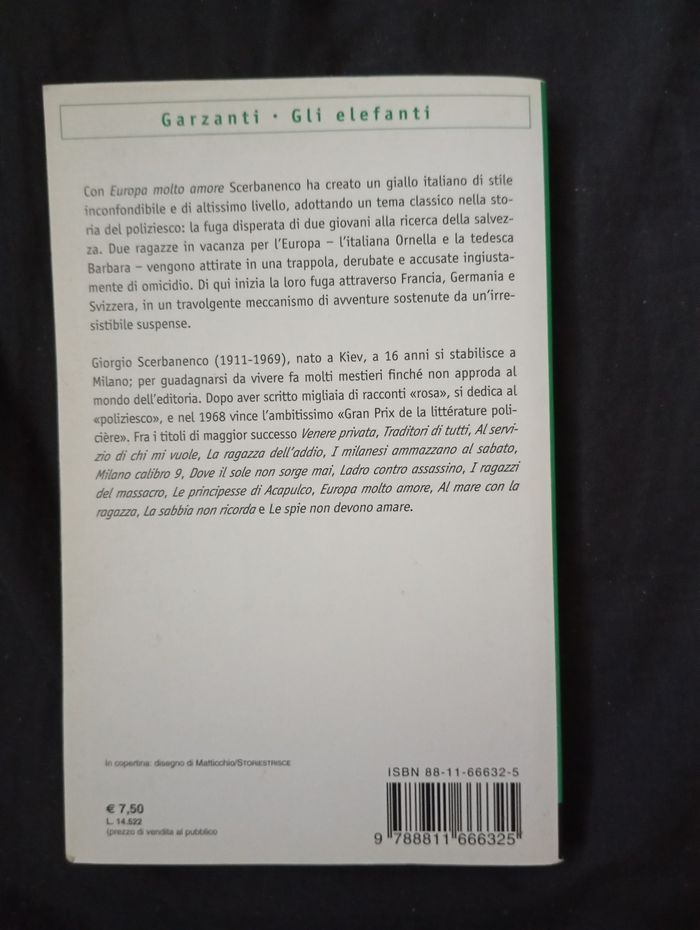 Garzanti · Gli elefanti
Con Europa molto amore Scerbanenco ha creato un giallo italiano di stile
inconfondibile e di altissimo livello, adottando un tema classico nella sto-
ria del poliziesco: la fuga disperata di due giovani alla ricerca della salvez-
za. Due ragazze in vacanza per l'Europa – l'italiana Ornella e la tedesca
Barbara – vengono attirate in una trappola, derubate e accusate ingiusta-
mente di omicidio. Di qui inizia la loro fuga attraverso Francia, Germania e
Svizzera, in un travolgente meccanismo di avventure sostenute da un'irre-
sistibile suspense.
Giorgio Scerbanenco (1911-1969), nato a Kiev, a 16 anni si stabilisce a
Milano; per guadagnarsi da vivere fa molti mestieri finché non approda al
mondo dell'editoria. Dopo aver scritto migliaia di racconti «rosa», si dedica al
«poliziesco», e nel 1968 vince l'ambitissimo «Gran Prix de la littérature poli-
cière». Fra i titoli di maggior successo Venere privata, Traditori di tutti, Al servi-
zio di chi mi vuole, La ragazza dell'addio, I milanesi ammazzano al sabato,
Milano calibro 9, Dove il sole non sorge mai, Ladro contro assassino, I ragazzi
del massacro, Le principesse di Acapulco, Europa molto amore, Al mare con la
ragazza, La sabbia non ricorda e Le spie non devono amare.
In copertina: disegno di Matticchio/STORIESTRISCE
ISBN 88-11-66632-5
€ 7,50
L. 14.522
(prezzo di vendita al pubblico
9 788811 666325